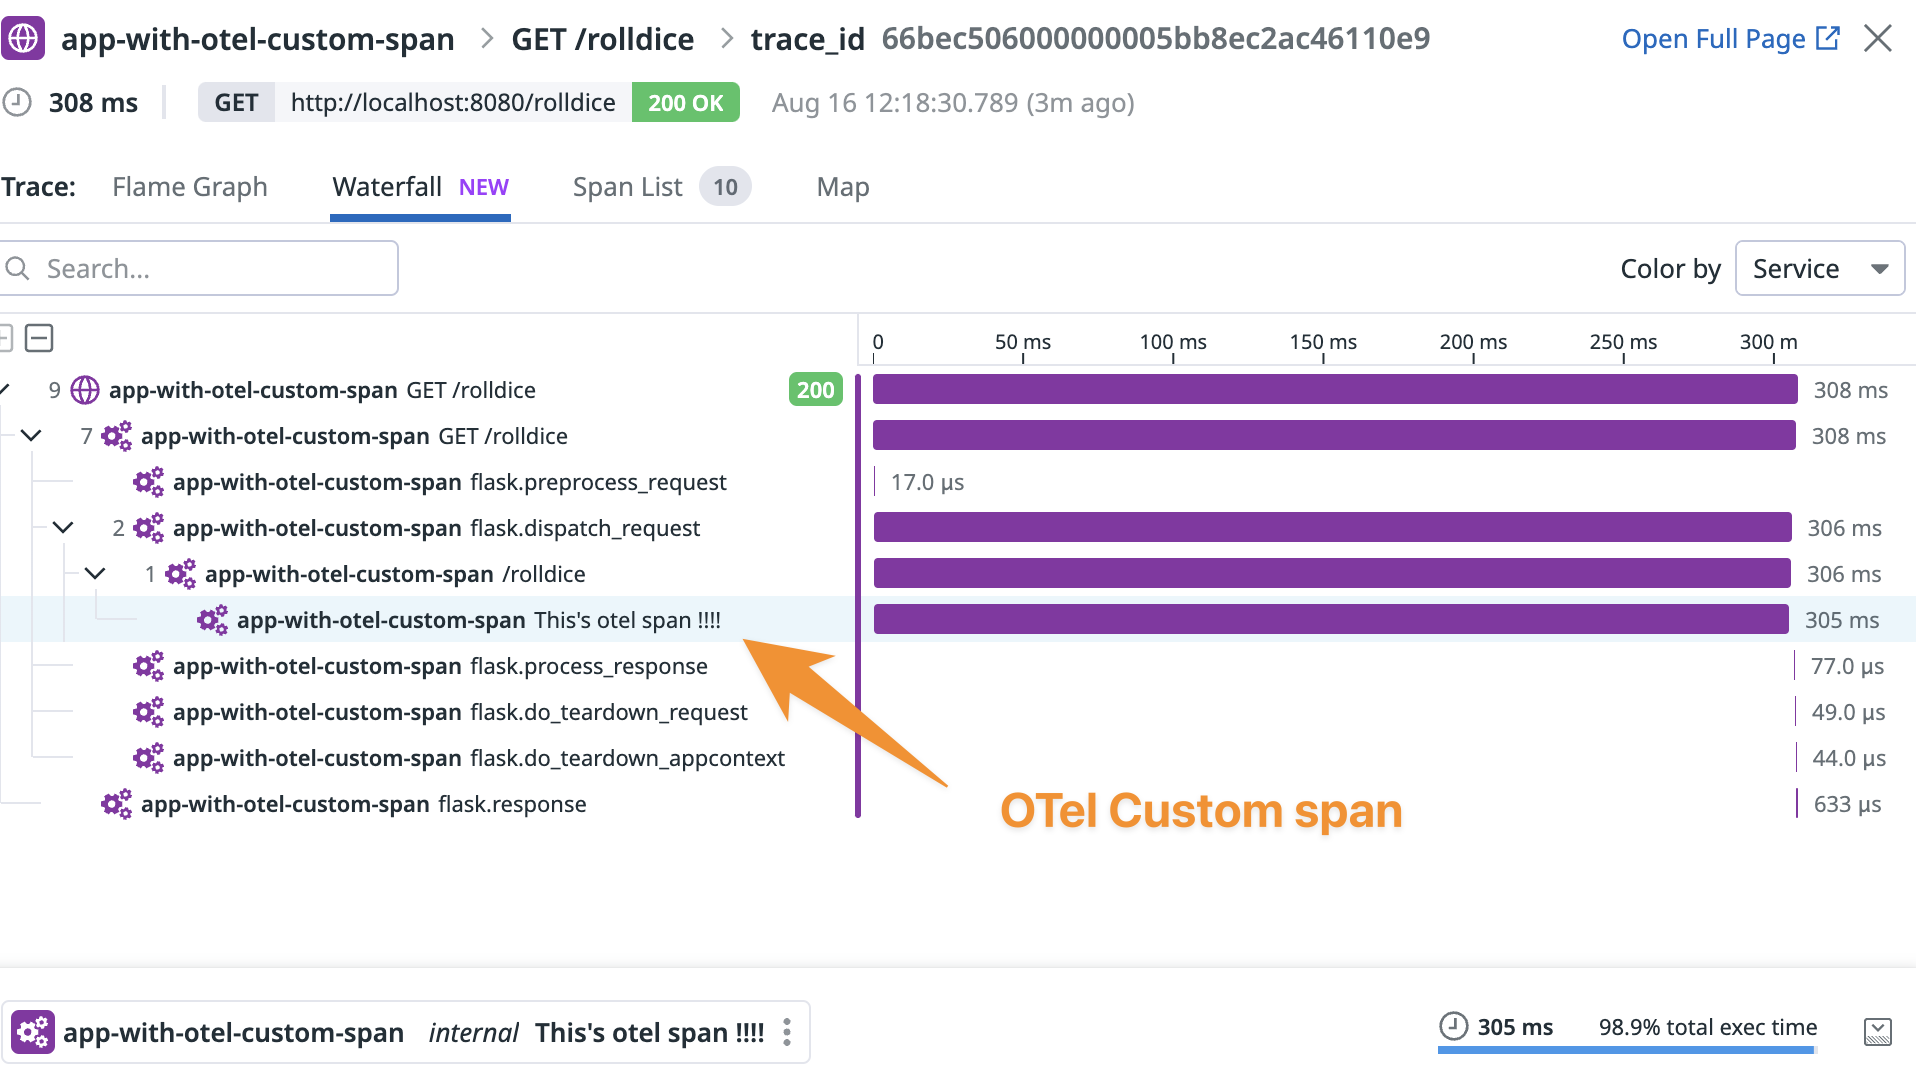 app-with-otel-custom-span > GET /rolldice > trace_id 66bec506000000005bb8ec2ac46110e9 Open Full Page
308 ms GET http://localhost:8080/rolldice 200 OK Aug 16 12:18:30.789 (3m ago)
Trace: Flame Graph Waterfall NEW Span List 10 Map
Search... Color by Service
0 50 ms 100 ms 150 ms 200 ms 250 ms 300 m
9 app-with-otel-custom-span GET /rolldice 200 308 ms
7 app-with-otel-custom-span GET /rolldice 308 ms
app-with-otel-custom-span flask.preprocess_request 17.0 µs
2 app-with-otel-custom-span flask.dispatch_request 306 ms
1 app-with-otel-custom-span /rolldice 306 ms
app-with-otel-custom-span This's otel span !!!! 305 ms
app-with-otel-custom-span flask.process_response 77.0 µs
app-with-otel-custom-span flask.do_teardown_request 49.0 µs
app-with-otel-custom-span flask.do_teardown_appcontext 44.0 µs
app-with-otel-custom-span flask.response 633 µs
OTel Custom span
app-with-otel-custom-span internal This's otel span !!!! 305 ms 98.9% total exec time